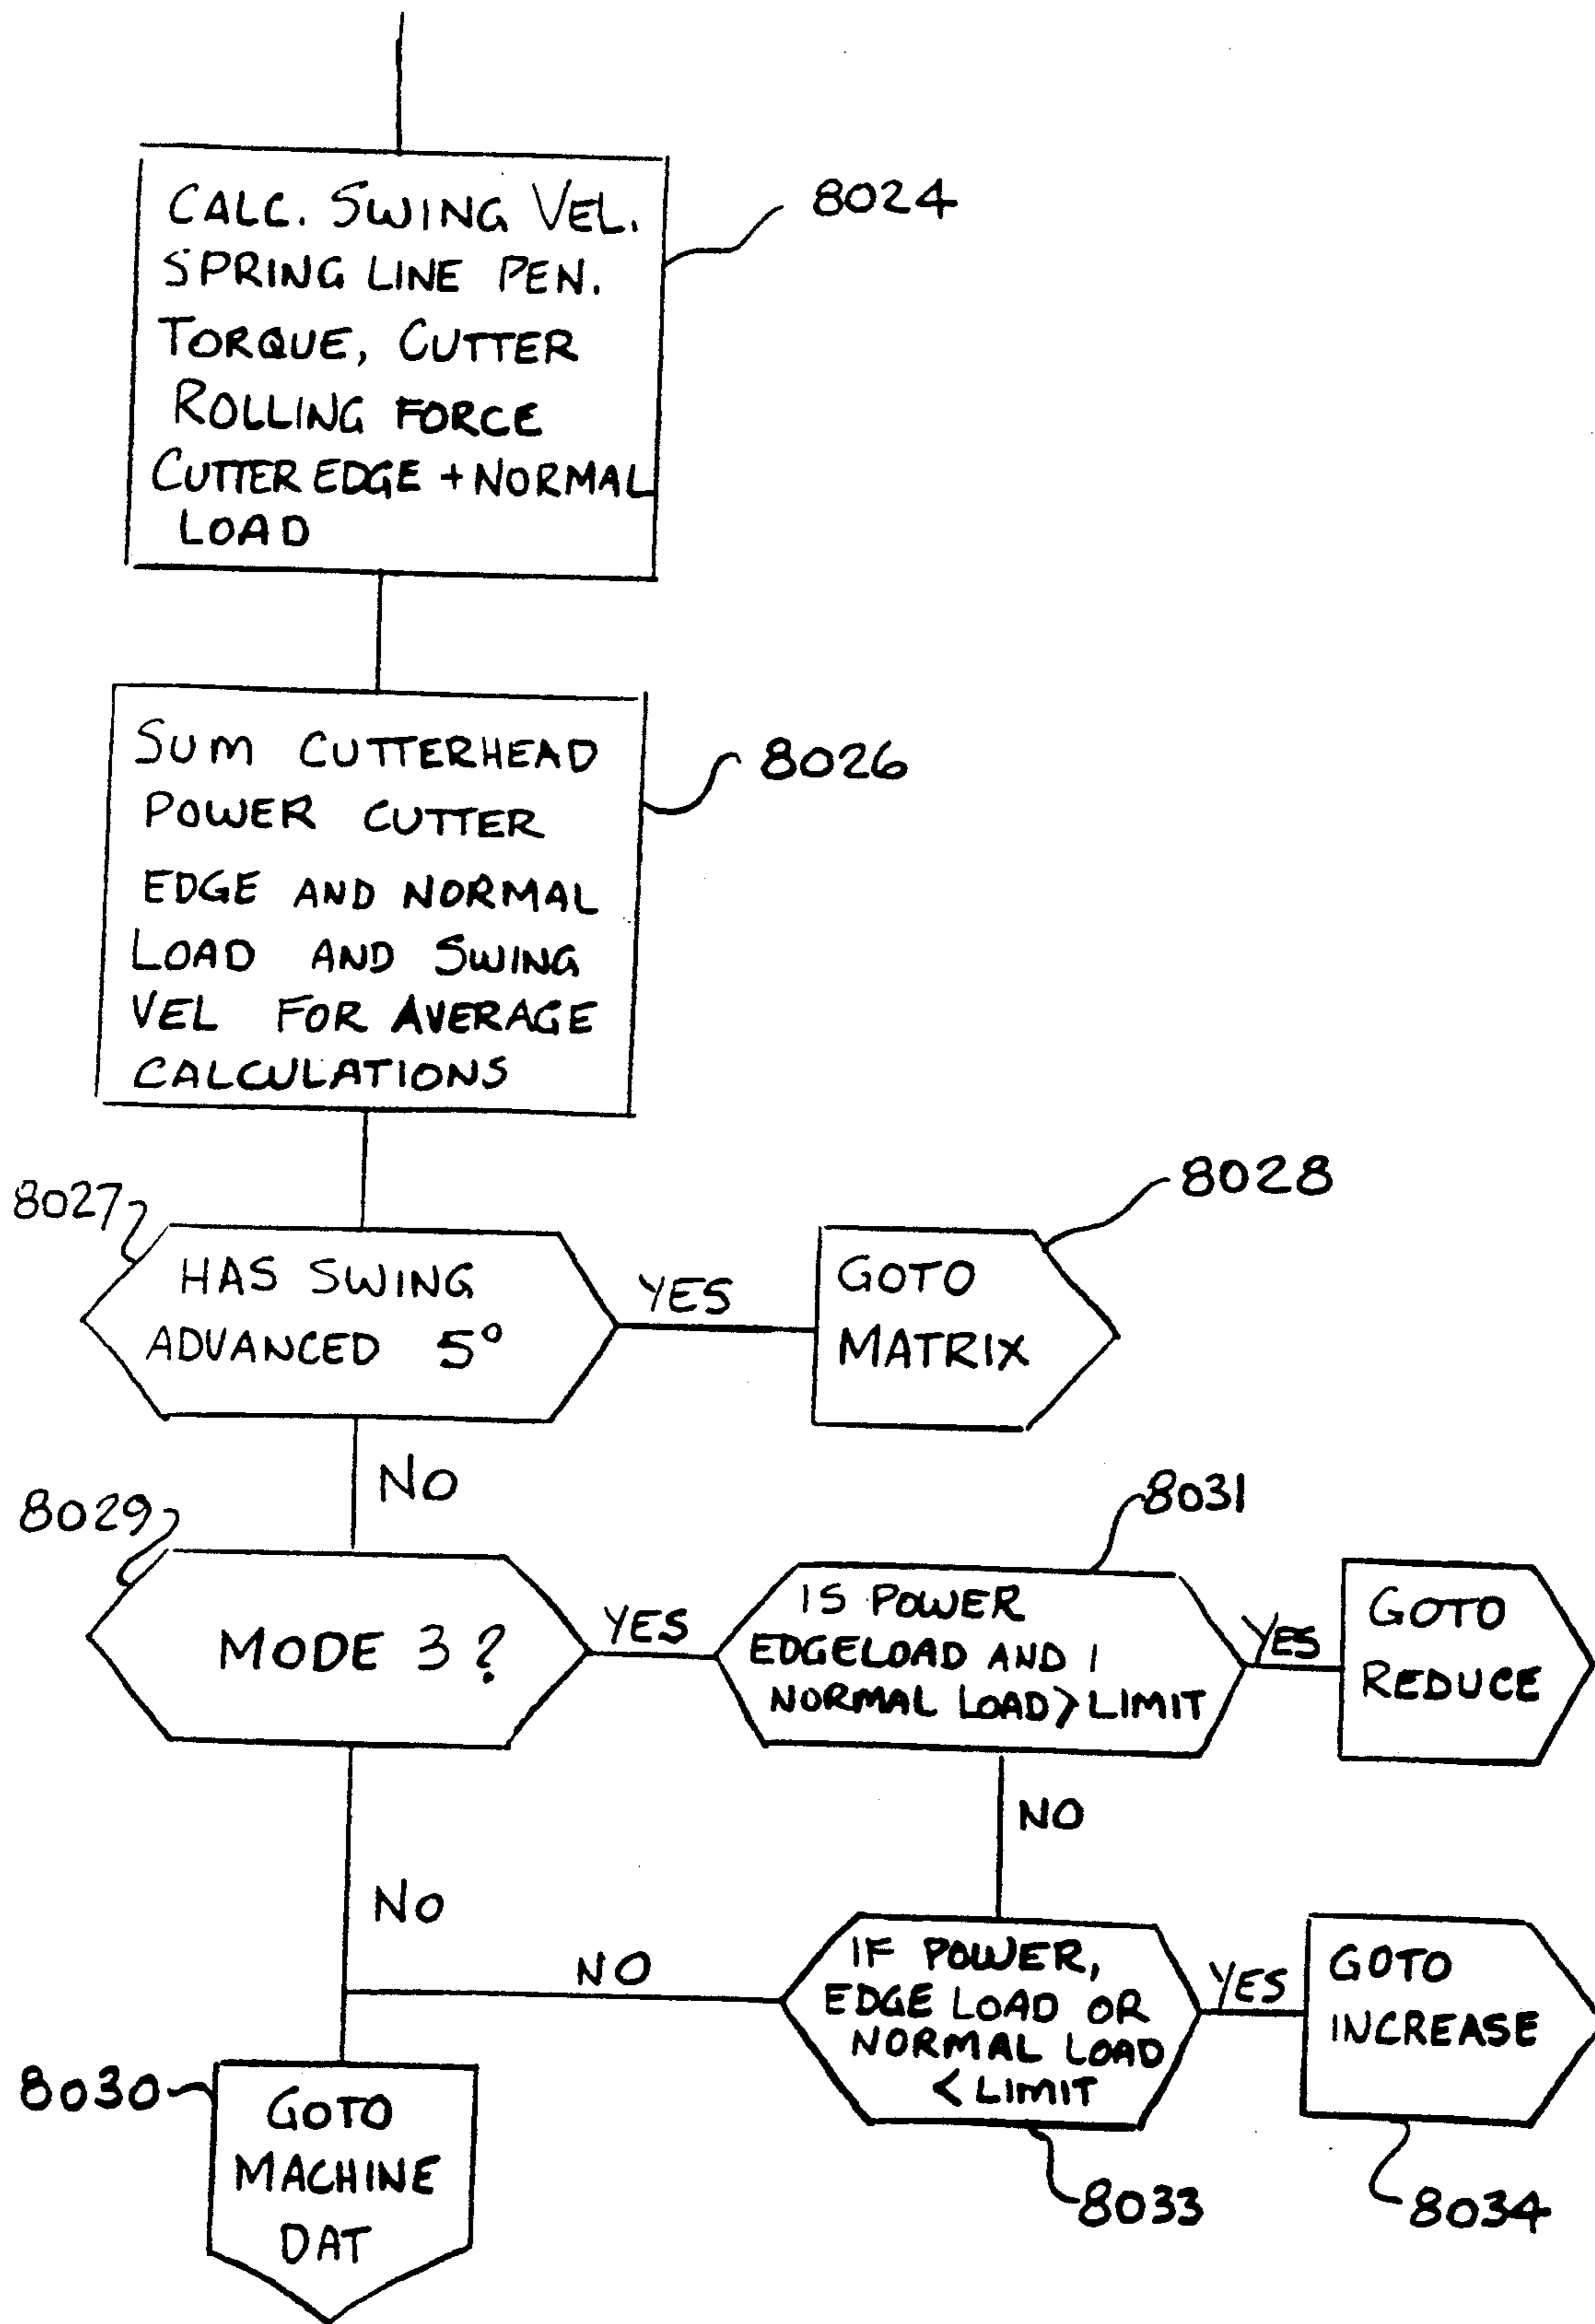 CALC. SWING VEL.
SPRING LINE PEN.
TORQUE, CUTTER
ROLLING FORCE
CUTTER EDGE + NORMAL
LOAD
8024
SUM CUTTERHEAD
POWER CUTTER
EDGE AND NORMAL
LOAD AND SWING
VEL FOR AVERAGE
CALCULATIONS
8026
8027
HAS SWING
ADVANCED 5°
YES
GOTO
MATRIX
8028
NO
8029
MODE 3?
YES
8031
IS POWER
EDGELOAD AND 1
NORMAL LOAD > LIMIT
YES
GOTO
REDUCE
NO
NO
NO
IF POWER,
EDGE LOAD OR
NORMAL LOAD
< LIMIT
YES
GOTO
INCREASE
8030
GOTO
MACHINE
DAT
8033
8034